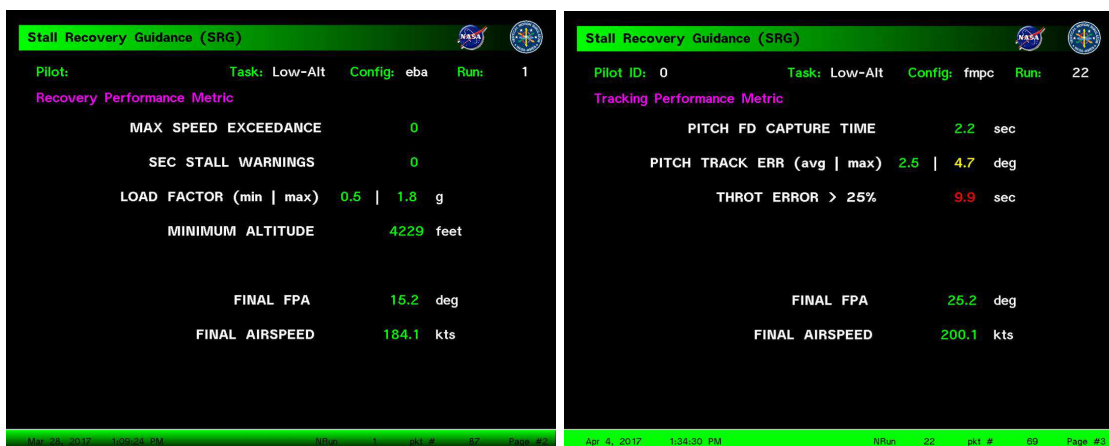 Stall Recovery Guidance (SRG)
NASA
Pilot: Task: Low-Alt Config: eba Run: 1
Recovery Performance Metric
MAX SPEED EXCEEDANCE 0
SEC STALL WARNINGS 0
LOAD FACTOR (min | max) 0.5 | 1.8 g
MINIMUM ALTITUDE 4229 feet
FINAL FPA 15.2 deg
FINAL AIRSPEED 184.1 kts
Mar 28, 2017 1:09:24 PM NRun 1 pkt # 87 Page #2
Stall Recovery Guidance (SRG)
NASA
Pilot ID: 0 Task: Low-Alt Config: fmpc Run: 22
Tracking Performance Metric
PITCH FD CAPTURE TIME 2.2 sec
PITCH TRACK ERR (avg | max) 2.5 | 4.7 deg
THROT ERROR > 25% 9.9 sec
FINAL FPA 25.2 deg
FINAL AIRSPEED 200.1 kts
Apr 4, 2017 1:34:30 PM NRun 22 pkt # 69 Page #3